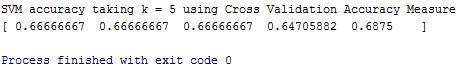 SVM accuracy taking k = 5 using Cross Validation Accuracy Measure
[ 0.66666667  0.66666667  0.66666667  0.64705882  0.6875    ]
Process finished with exit code 0